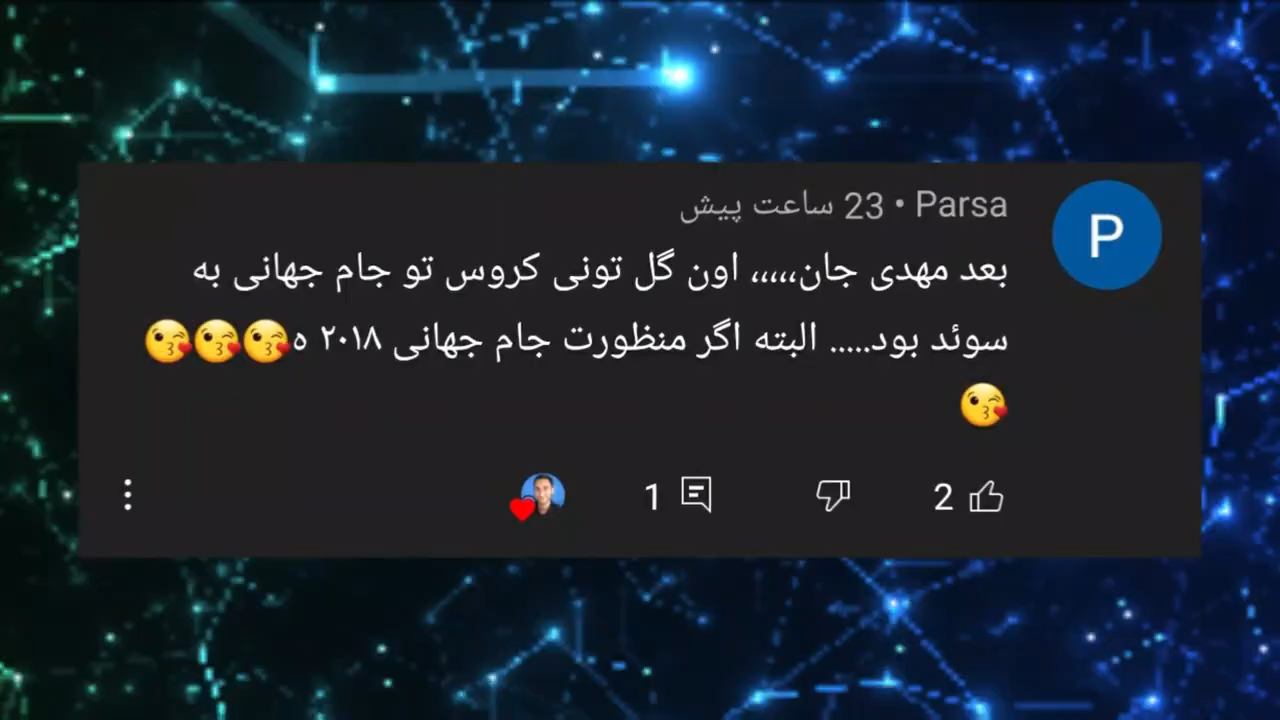 P
Parsa • 23 ساعت پیش
بعد مهدی جان،،،،، اون گل تونی کروس تو جام جهانی به
سوئد بود..... البته اگر منظورت جام جهانی ۲۰۱۸ ه😘😘😘
😘
2
1